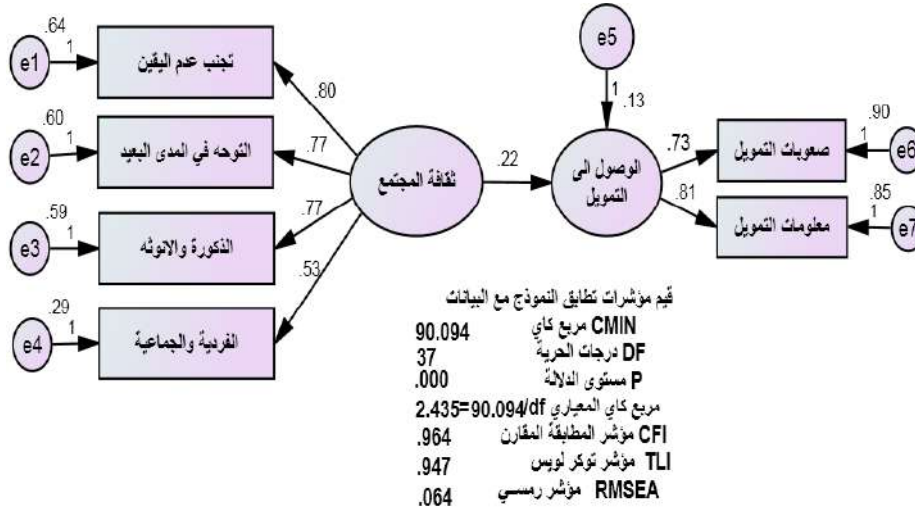 .64
e1
1
تجنب عدم اليقين
.80
.60
e2
1
التوجه في المدى البعيد
.77
.59
e3
1
الذكورة والانوثه
.77
.29
e4
1
الفردية والجماعية
.53
ثقافة المجتمع
.22
e5
1
.13
الوصول الى
التمويل
.73
صعوبات التمويل
.90
1
e6
.81
معلومات التمويل
.85
1
e7
قيم مؤشرات تطابق النموذج مع البيانات
CMIN مربع كاي 90.094
DF درجات الحرية 37
P مستوى الدلالة .000
مربع كاي المعياري 2.435=90.094/df
CFI مؤشر المطابقة المقارن .964
TLI مؤشر توكر لويس .947
RMSEA مؤشر رمسي .064